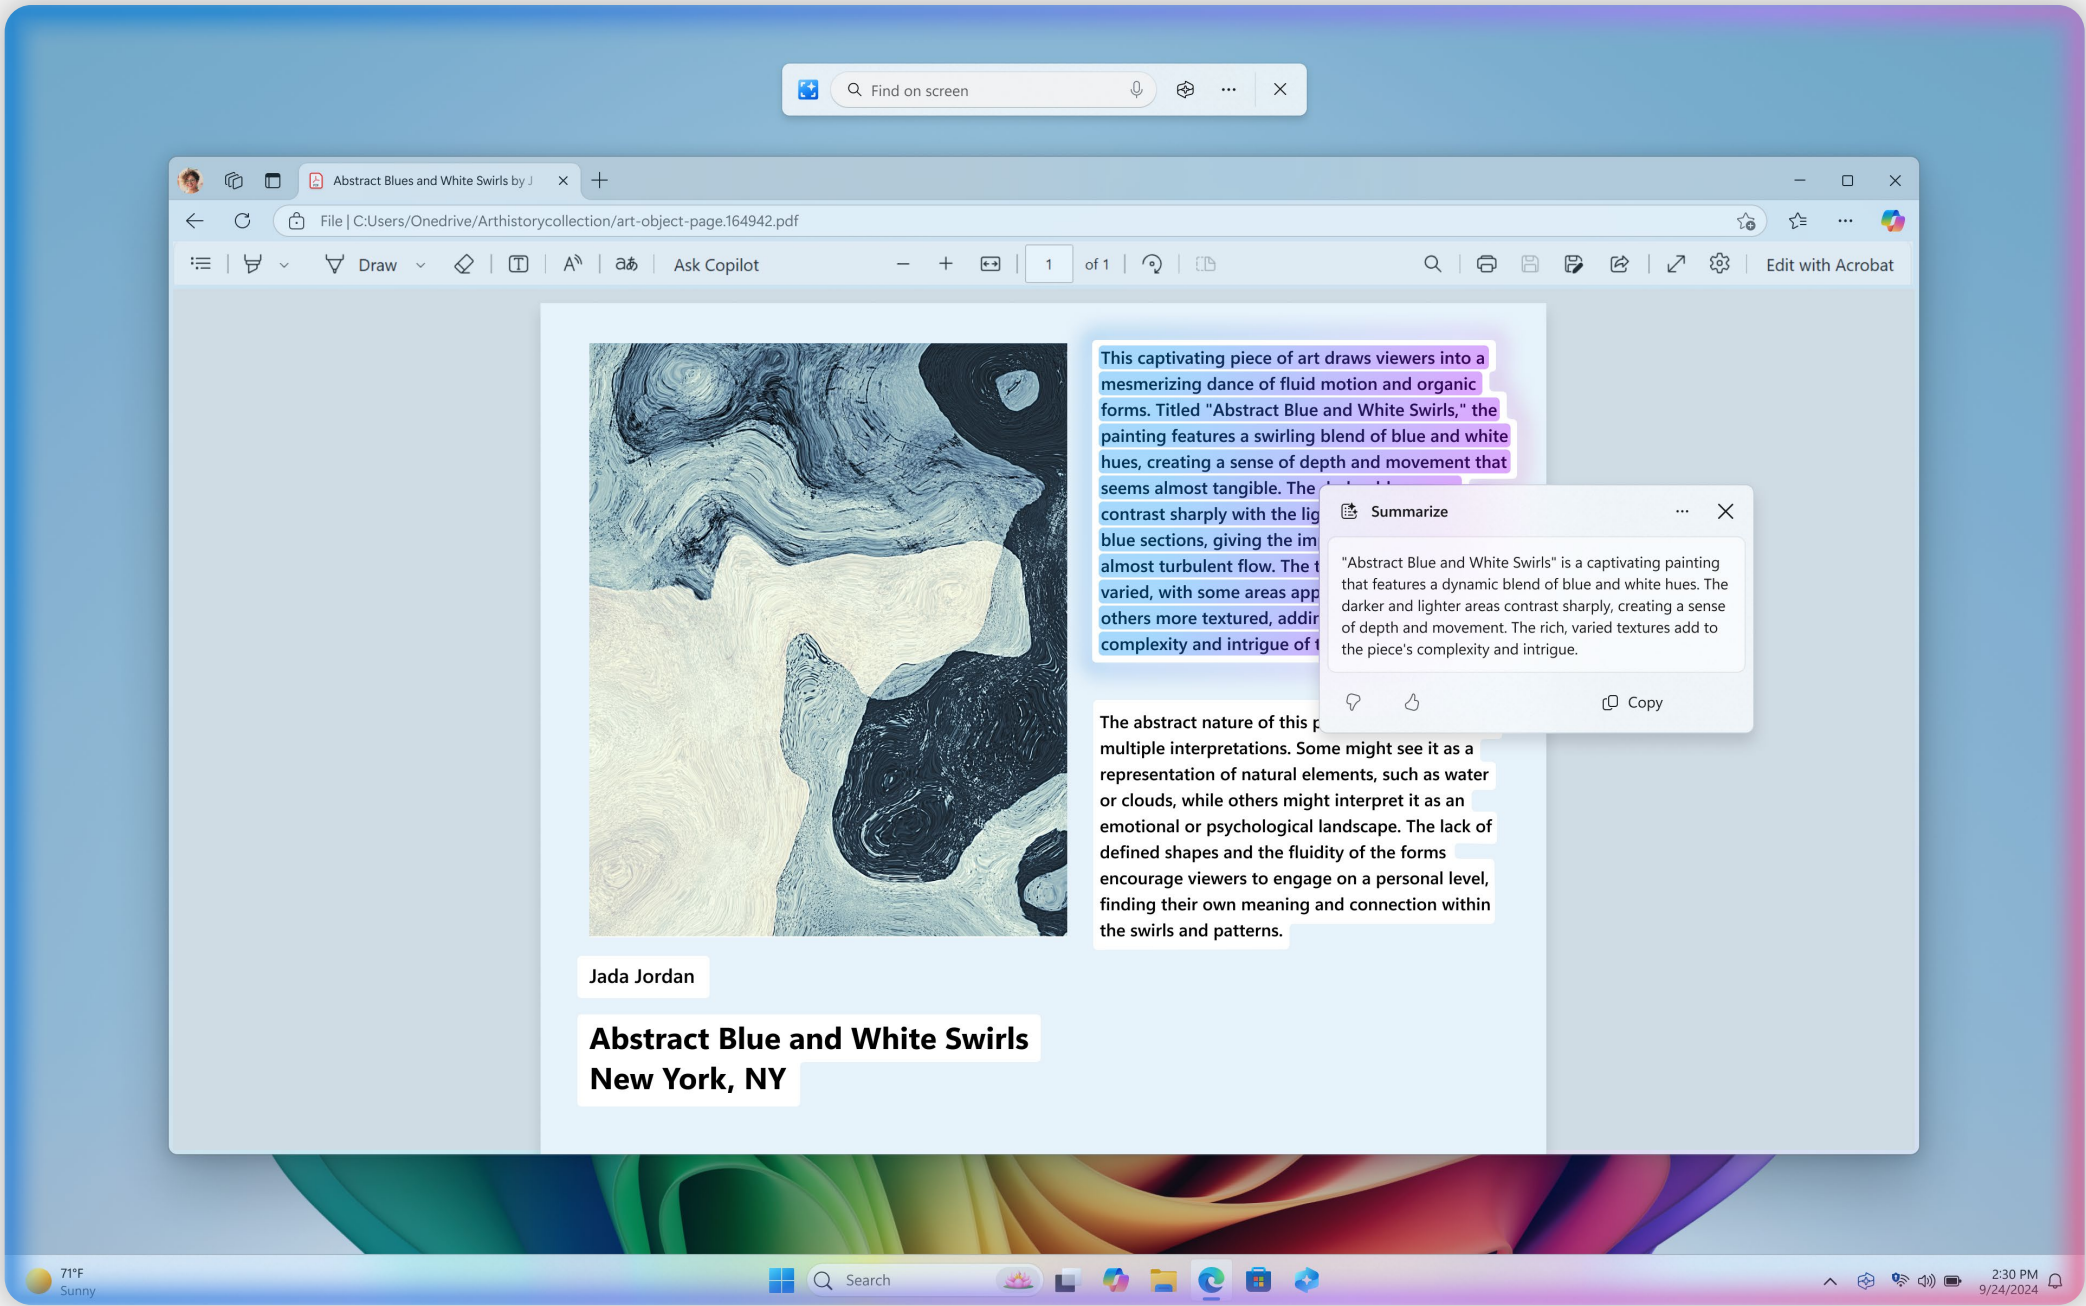 Find on screen
Abstract Blues and White Swirls by J
File | C:Users/Onedrive/Arthistorycollection/art-object-page.164942.pdf
Draw
aあ
Ask Copilot
1
of 1
Edit with Acrobat
This captivating piece of art draws viewers into a
mesmerizing dance of fluid motion and organic
forms. Titled "Abstract Blue and White Swirls," the
painting features a swirling blend of blue and white
hues, creating a sense of depth and movement that
seems almost tangible. The
contrast sharply with the
blue sections, giving the
almost turbulent flow. The
varied, with some areas
others more textured,
complexity and intrigue of
Summarize
"Abstract Blue and White Swirls" is a captivating painting
that features a dynamic blend of blue and white hues. The
darker and lighter areas contrast sharply, creating a sense
of depth and movement. The rich, varied textures add to
the piece's complexity and intrigue.
Copy
The abstract nature of this
multiple interpretations. Some might see it as a
representation of natural elements, such as water
or clouds, while others might interpret it as an
emotional or psychological landscape. The lack of
defined shapes and the fluidity of the forms
encourage viewers to engage on a personal level,
finding their own meaning and connection within
the swirls and patterns.
Jada Jordan
Abstract Blue and White Swirls
New York, NY
71°F
Sunny
Search
2:30 PM
9/24/2024